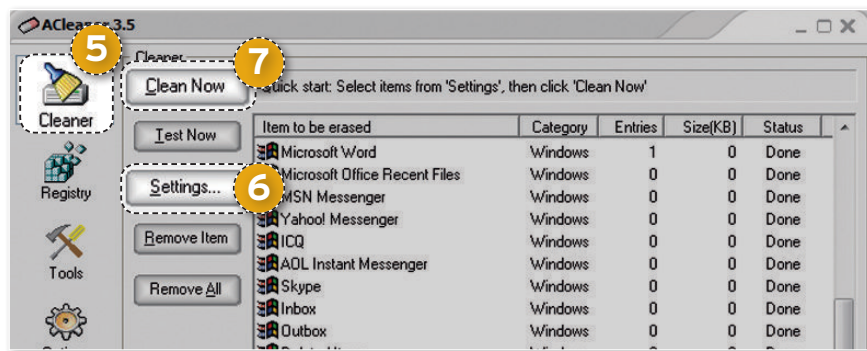 ACleaner 3.5
5
Cleaner
7
Clean Now
Quick start: Select items from 'Settings', then click 'Clean Now'
Cleaner
Test Now
Item to be erased Category Entries Size(KB) Status
Microsoft Word Windows 1 0 Done
Registry
Settings...
6
Microsoft Office Recent Files Windows 0 0 Done
MSN Messenger Windows 0 0 Done
Yahoo! Messenger Windows 0 0 Done
Remove Item
ICQ Windows 0 0 Done
Tools
AOL Instant Messenger Windows 0 0 Done
Remove All
Skype Windows 0 0 Done
Inbox Windows 0 0 Done
Outbox Windows 0 0 Done